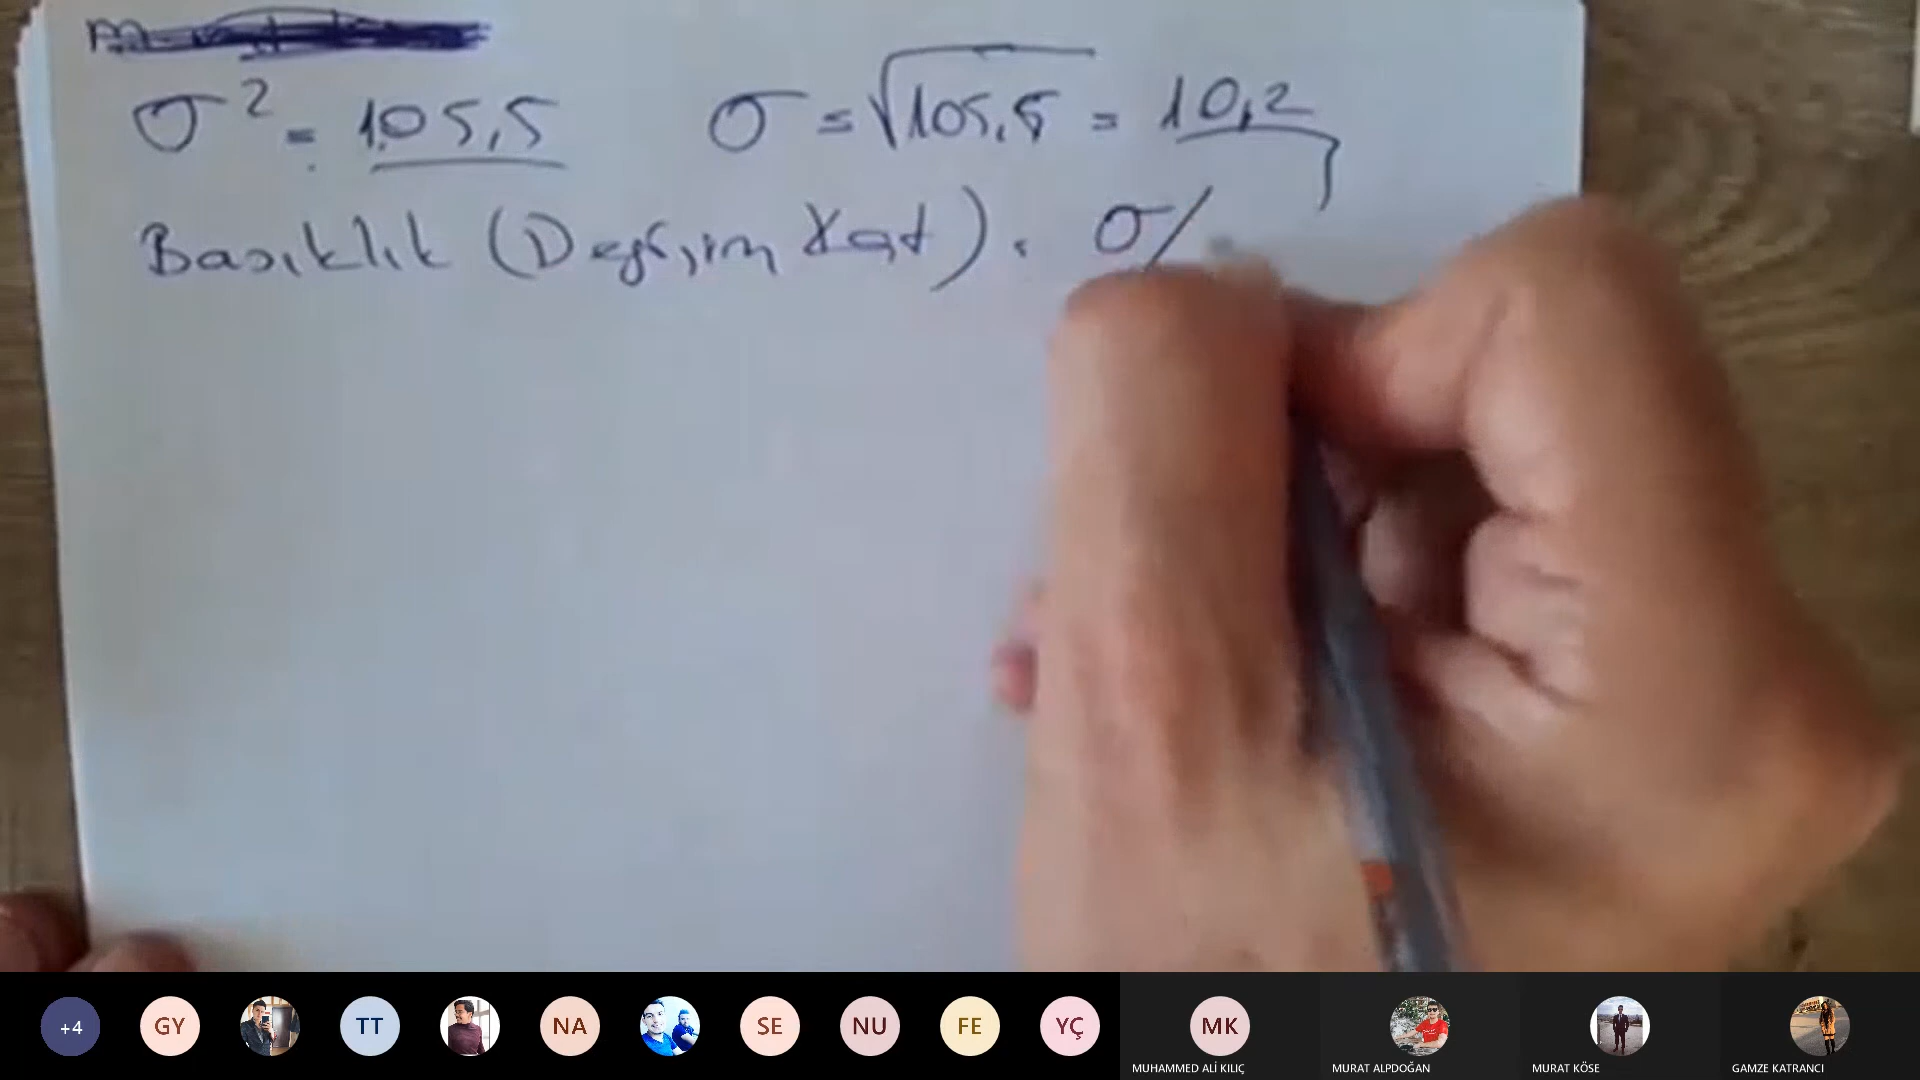 σ² = 105,5 σ = √105,5 = 10,2
Basıklık (Değişim Kat) = σ/
+4 GY TT NA SE NU FE YÇ MK
MUHAMMED ALİ KILIÇ MURAT ALPDOĞAN MURAT KÖSE GAMZE KATRANCI